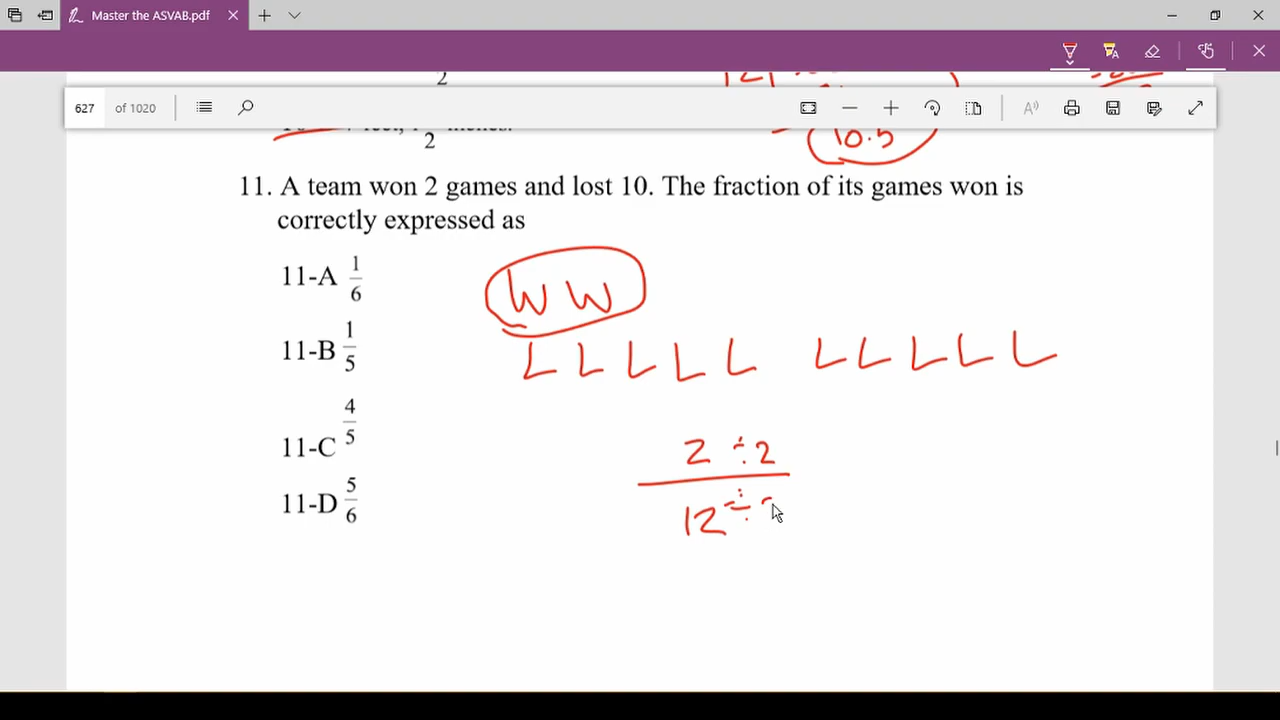 Master the ASVAB.pdf
2
627 of 1020
2
10.5
11. A team won 2 games and lost 10. The fraction of its games won is
correctly expressed as
11-A 1/6
W W
11-B 1/5
L L L L L L L L L L
11-C 4/5
2 ÷ 2
11-D 5/6
12 ÷